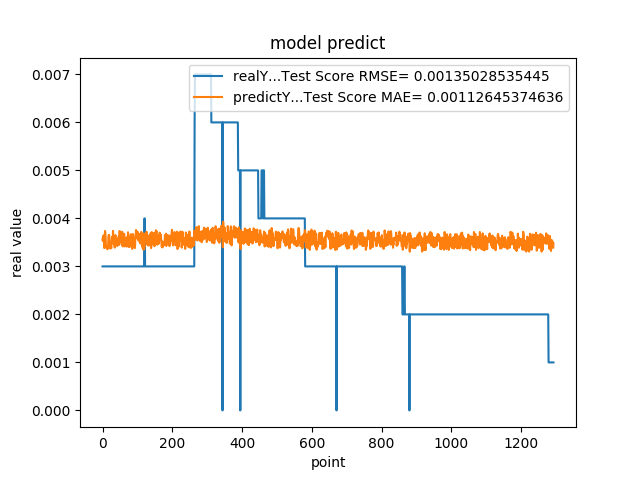 model predict
realY...Test Score RMSE= 0.00135028535445
predictY...Test Score MAE= 0.00112645374636
real value
0.007
0.006
0.005
0.004
0.003
0.002
0.001
0.000
0 200 400 600 800 1000 1200
point